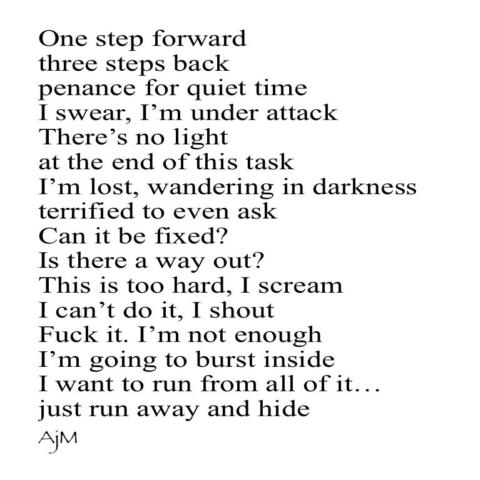 One step forward
three steps back
penance for quiet time
I swear, I’m under attack
There’s no light
at the end of this task
I’m lost, wandering in darkness
terrified to even ask
Can it be fixed?
Is there a way out?
This is too hard, I scream
I can’t do it, I shout
Fuck it. I’m not enough
I’m going to burst inside
I want to run from all of it…
just run away and hide
AjM